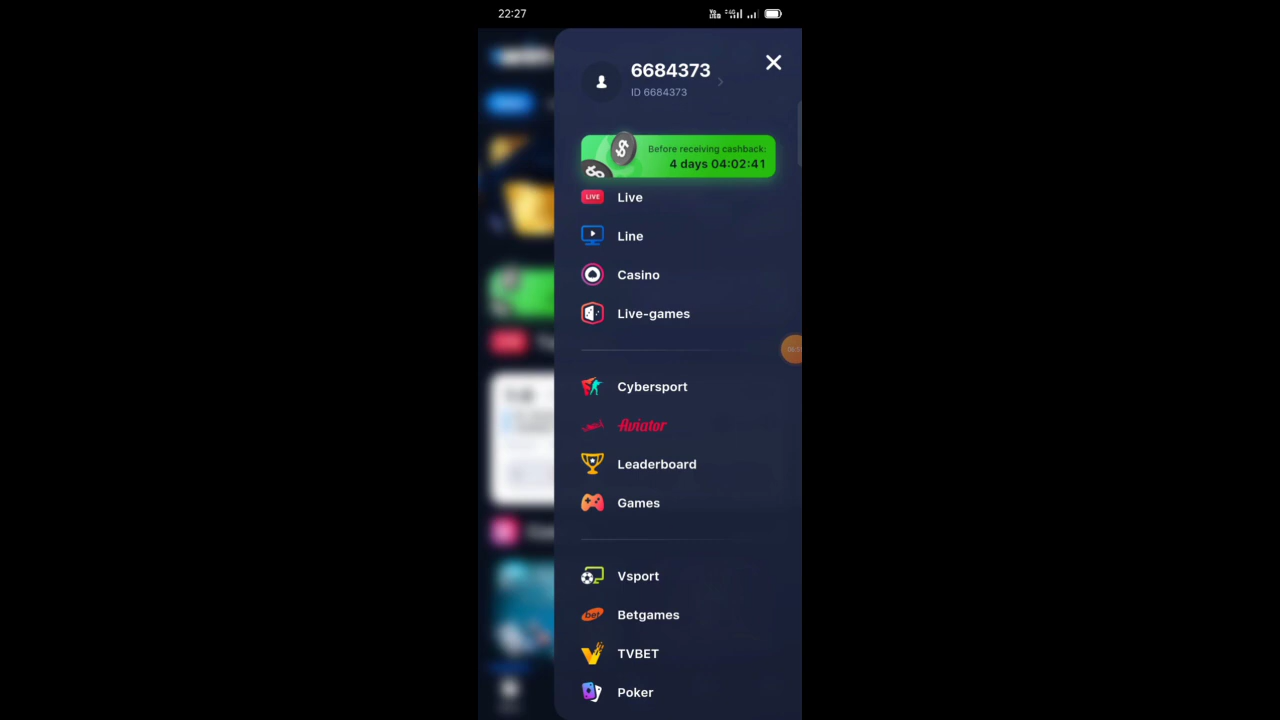 22:27
6684373
ID 6684373
Before receiving cashback:
4 days 04:02:41
LIVE Live
Line
Casino
Live-games
Cybersport
Aviator
Leaderboard
Games
Vsport
bet Betgames
TVBET
Poker